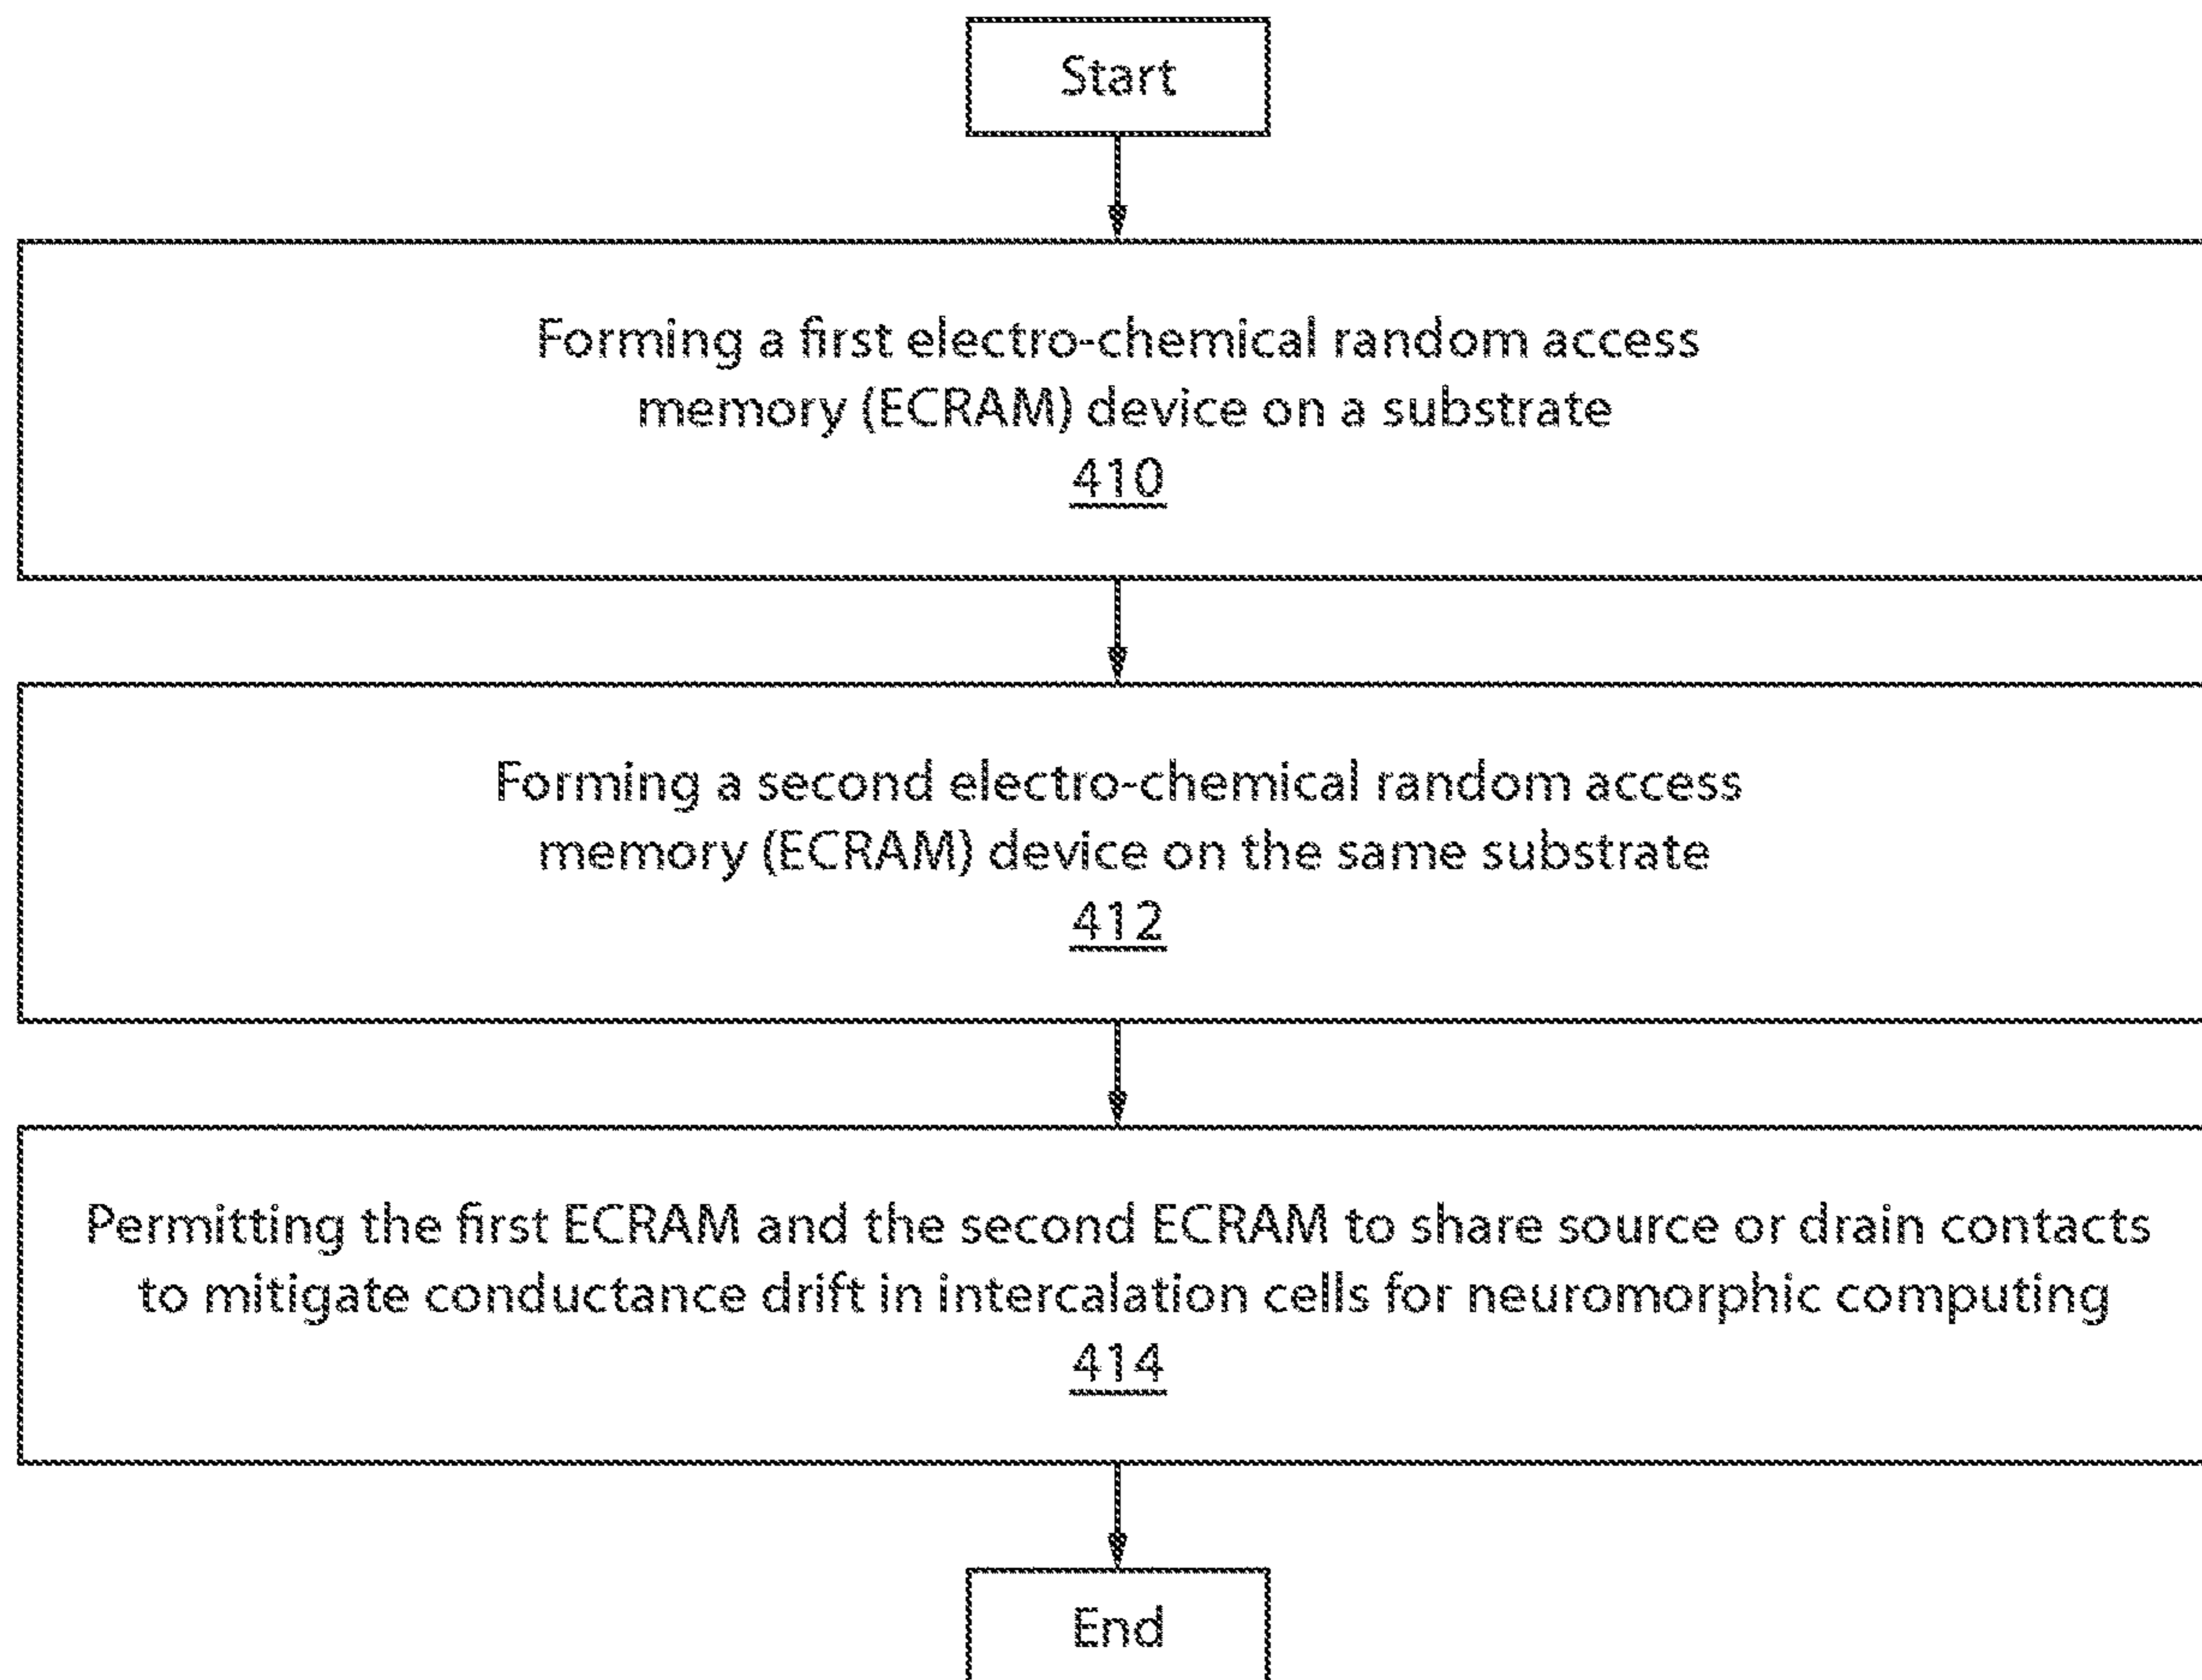 Start
Forming a first electro-chemical random access
memory (ECRAM) device on a substrate
410
Forming a second electro-chemical random access
memory (ECRAM) device on the same substrate
412
Permitting the first ECRAM and the second ECRAM to share source or drain contacts
to mitigate conductance drift in intercalation cells for neuromorphic computing
414
End